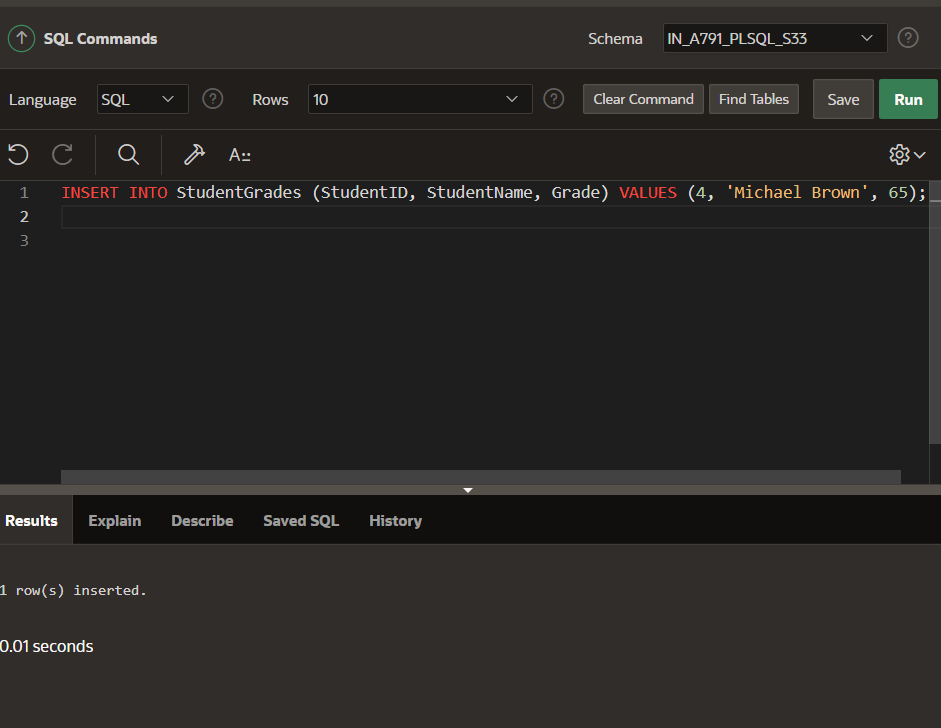 SQL Commands Schema IN_A791_PLSQL_S33 ?
Language SQL ? Rows 10 ? Clear Command Find Tables Save Run
A::
1 INSERT INTO StudentGrades (StudentID, StudentName, Grade) VALUES (4, 'Michael Brown', 65);
2
3
Results Explain Describe Saved SQL History
1 row(s) inserted.
0.01 seconds